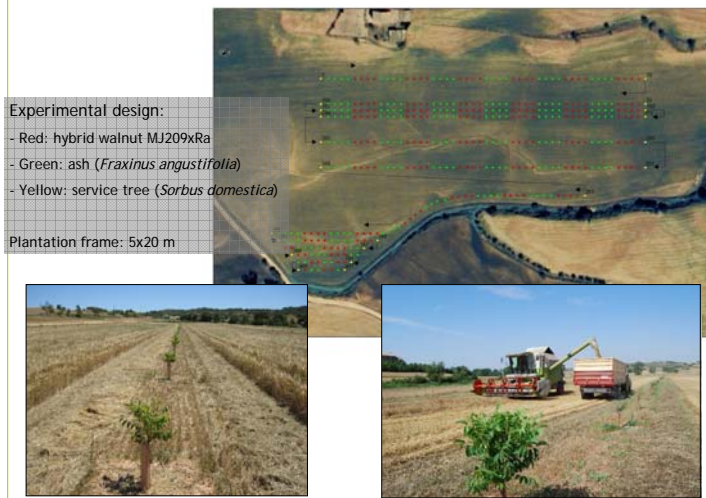 Experimental design:
- Red: hybrid walnut MJ209xRa
- Green: ash (Fraxinus angustifolia)
- Yellow: service tree (Sorbus domestica)
Plantation frame: 5x20 m